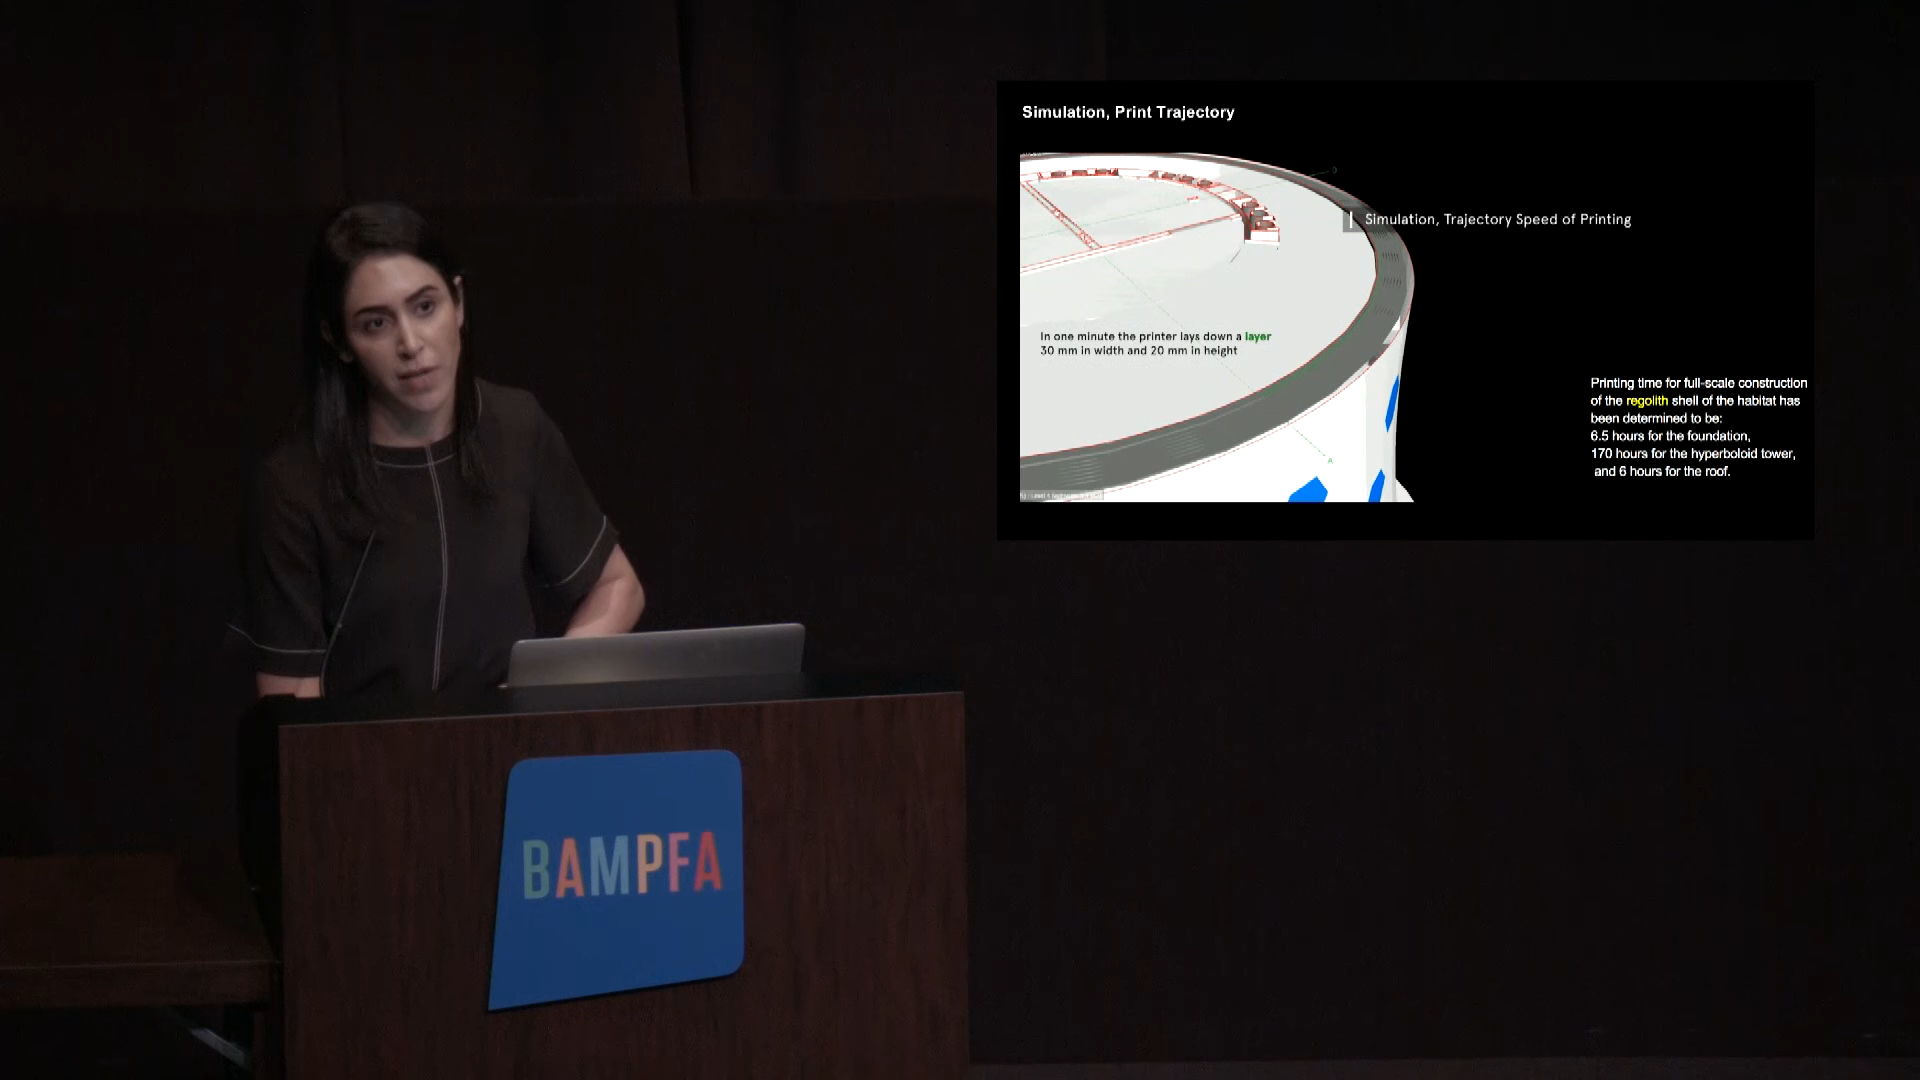 Simulation, Print Trajectory
Simulation, Trajectory Speed of Printing
In one minute the printer lays down a layer
30 mm in width and 20 mm in height
Printing time for full-scale construction
of the regolith shell of the habitat has
been determined to be:
6.5 hours for the foundation,
170 hours for the hyperboloid tower,
and 6 hours for the roof.
A
BAMPFA